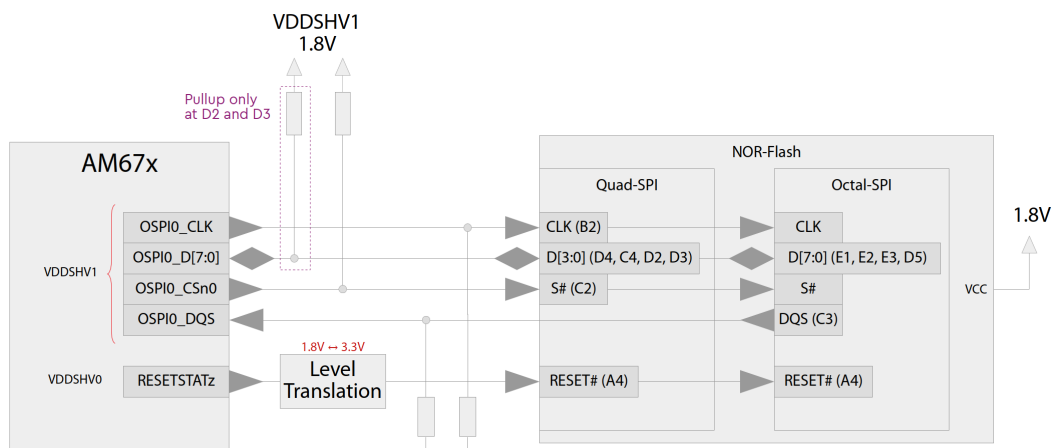 VDDSHV1
1.8V
Pullup only
at D2 and D3
AM67x
NOR-Flash
Quad-SPI
Octal-SPI
1.8V
OSPI0_CLK
CLK (B2)
CLK
OSPI0_D[7:0]
D[3:0] (D4, C4, D2, D3)
D[7:0] (E1, E2, E3, D5)
VDDSHV1
OSPI0_CSn0
S# (C2)
S#
VCC
OSPI0_DQS
DQS (C3)
1.8V ↔ 3.3V
VDDSHV0
RESETSTATz
Level
Translation
RESET# (A4)
RESET# (A4)